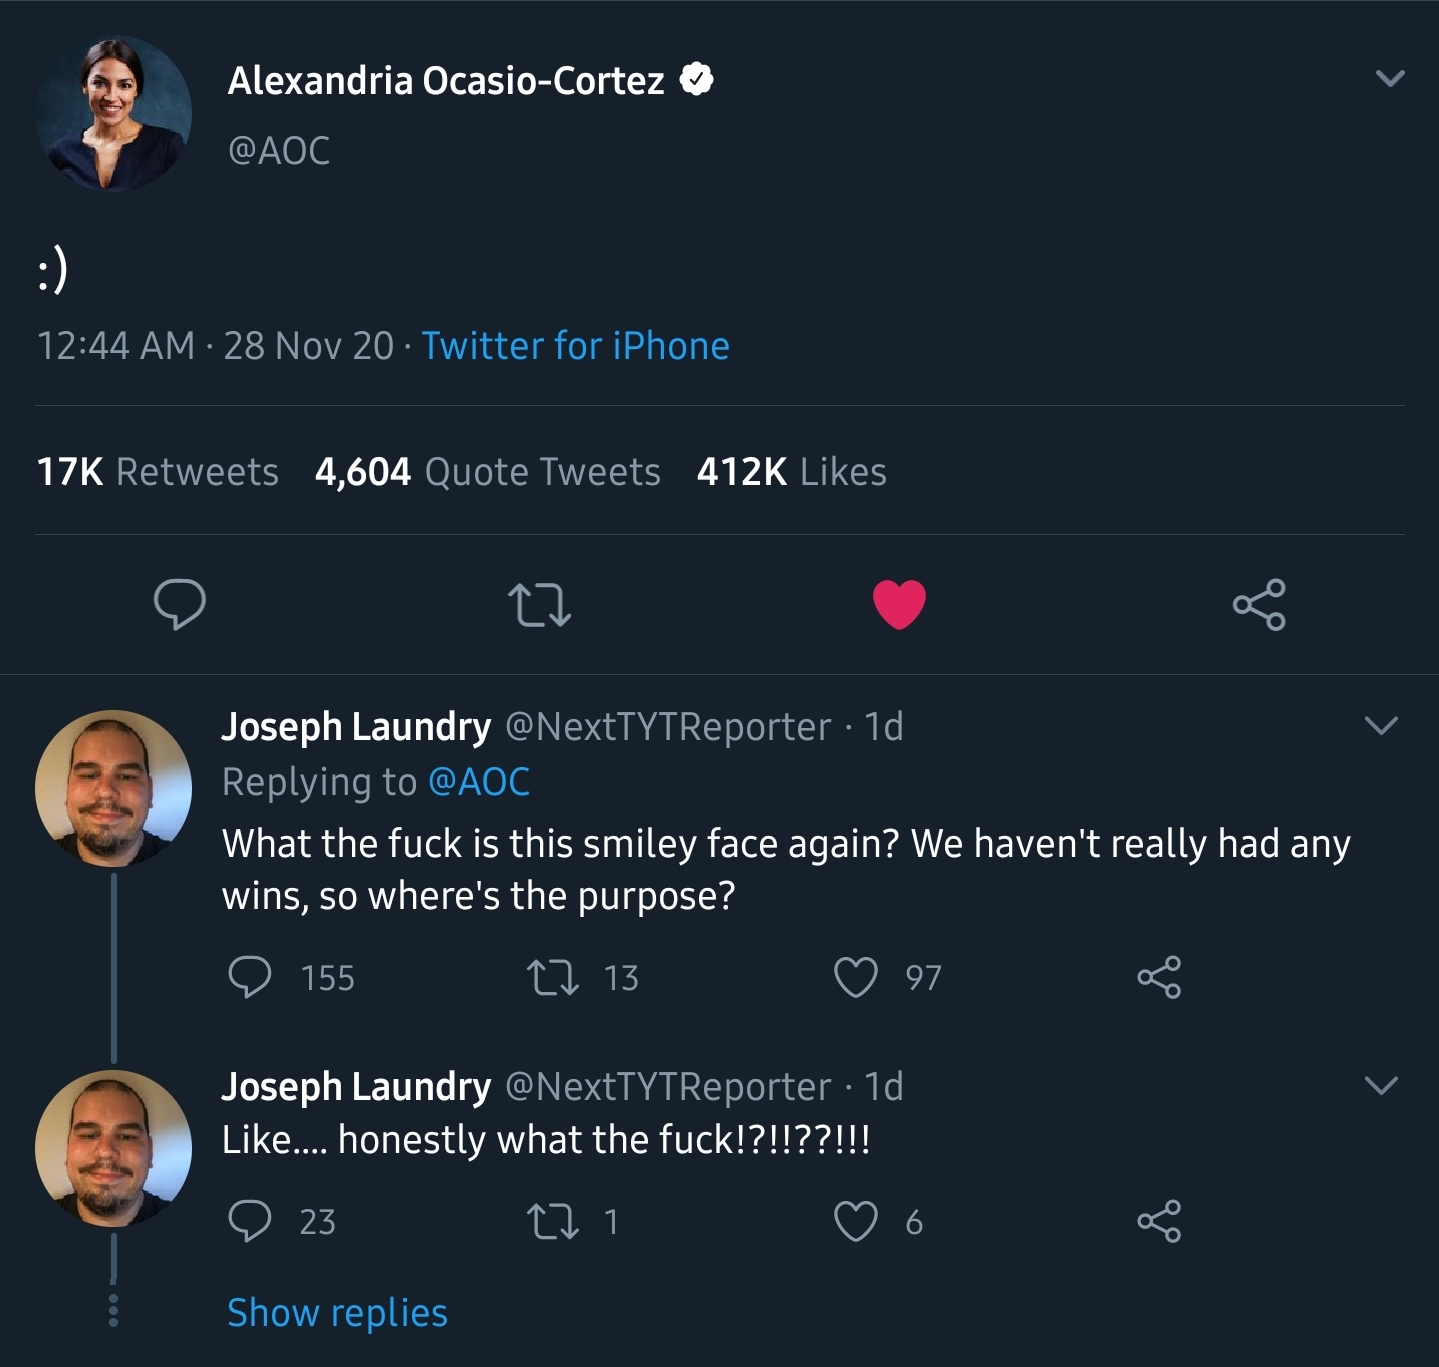 Alexandria Ocasio-Cortez
@AOC
:)
12:44 AM · 28 Nov 20 · Twitter for iPhone
17K Retweets 4,604 Quote Tweets 412K Likes
Joseph Laundry @NextTYTReporter · 1d
Replying to @AOC
What the fuck is this smiley face again? We haven't really had any
wins, so where's the purpose?
155 13 97
Joseph Laundry @NextTYTReporter · 1d
Like.... honestly what the fuck!?!!??!!!
23 1 6
Show replies